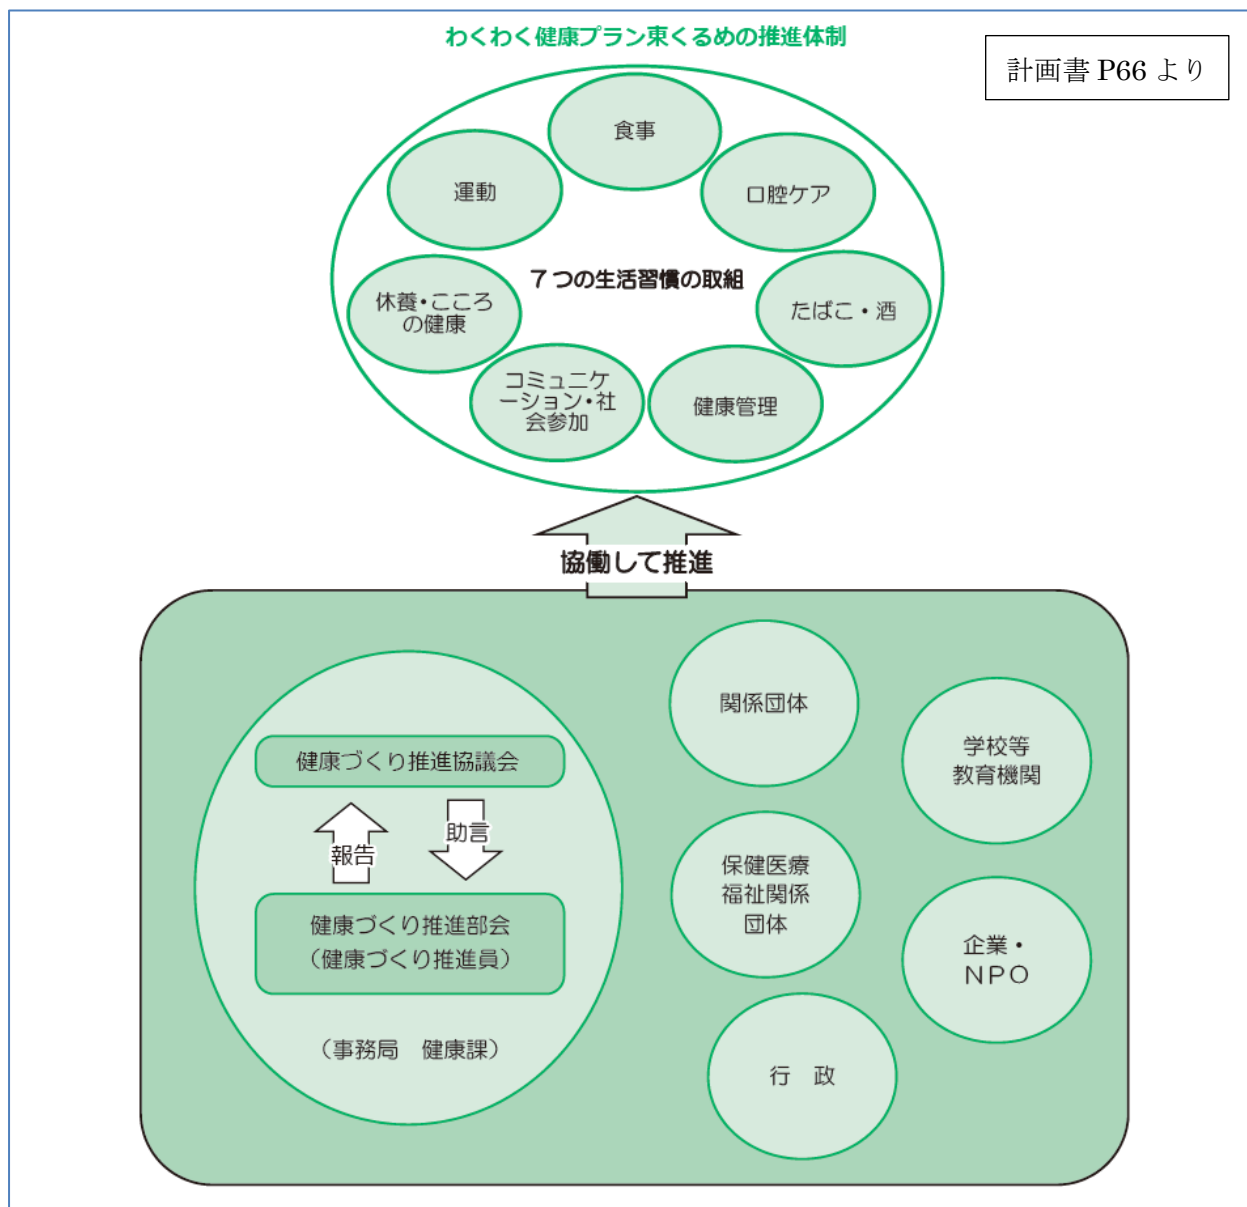 わくわく健康プラン東くるめの推進体制
計画書 P66 より
食事
運動
口腔ケア
7つの生活習慣の取組
休養・こころ
の健康
たばこ・酒
コミュニケ
ーション・社
会参加
健康管理
協働して推進
関係団体
学校等
教育機関
健康づくり推進協議会
報告
助言
保健医療
福祉関係
団体
健康づくり推進部会
（健康づくり推進員）
企業・
ＮＰＯ
（事務局　健康課）
行　政